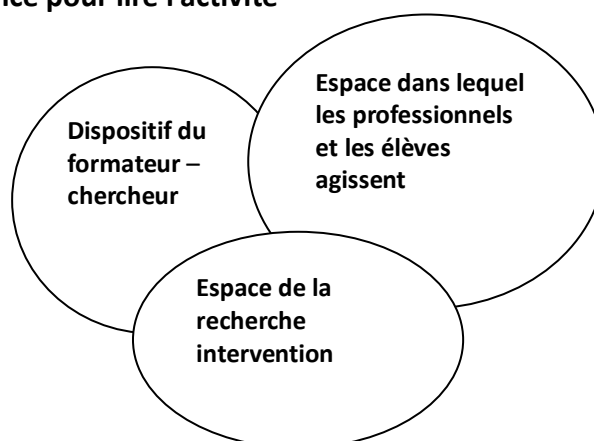 pour lire l'activité
Dispositif du
formateur –
chercheur
Espace dans lequel
les professionnels
et les élèves
agissent
Espace de la
recherche
intervention